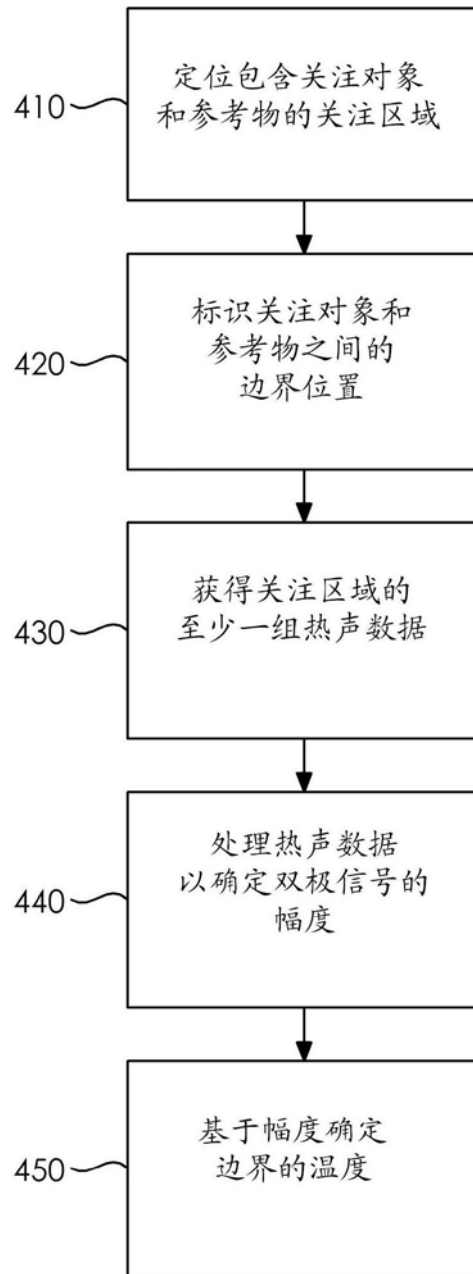 410
定位包含关注对象
和参考物的关注区域
420
标识关注对象和
参考物之间的
边界位置
430
获得关注区域的
至少一组热声数据
440
处理热声数据
以确定双极信号的
幅度
450
基于幅度确定
边界的温度